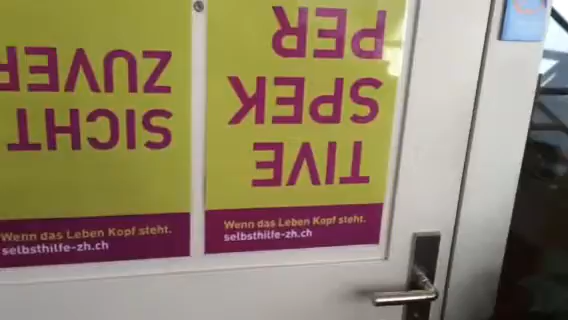 ZUVER
SICHT
Wenn das Leben Kopf steht.
selbsthilfe-zh.ch
PER
SPEK
TIVE
Wenn das Leben Kopf steht.
selbsthilfe-zh.ch